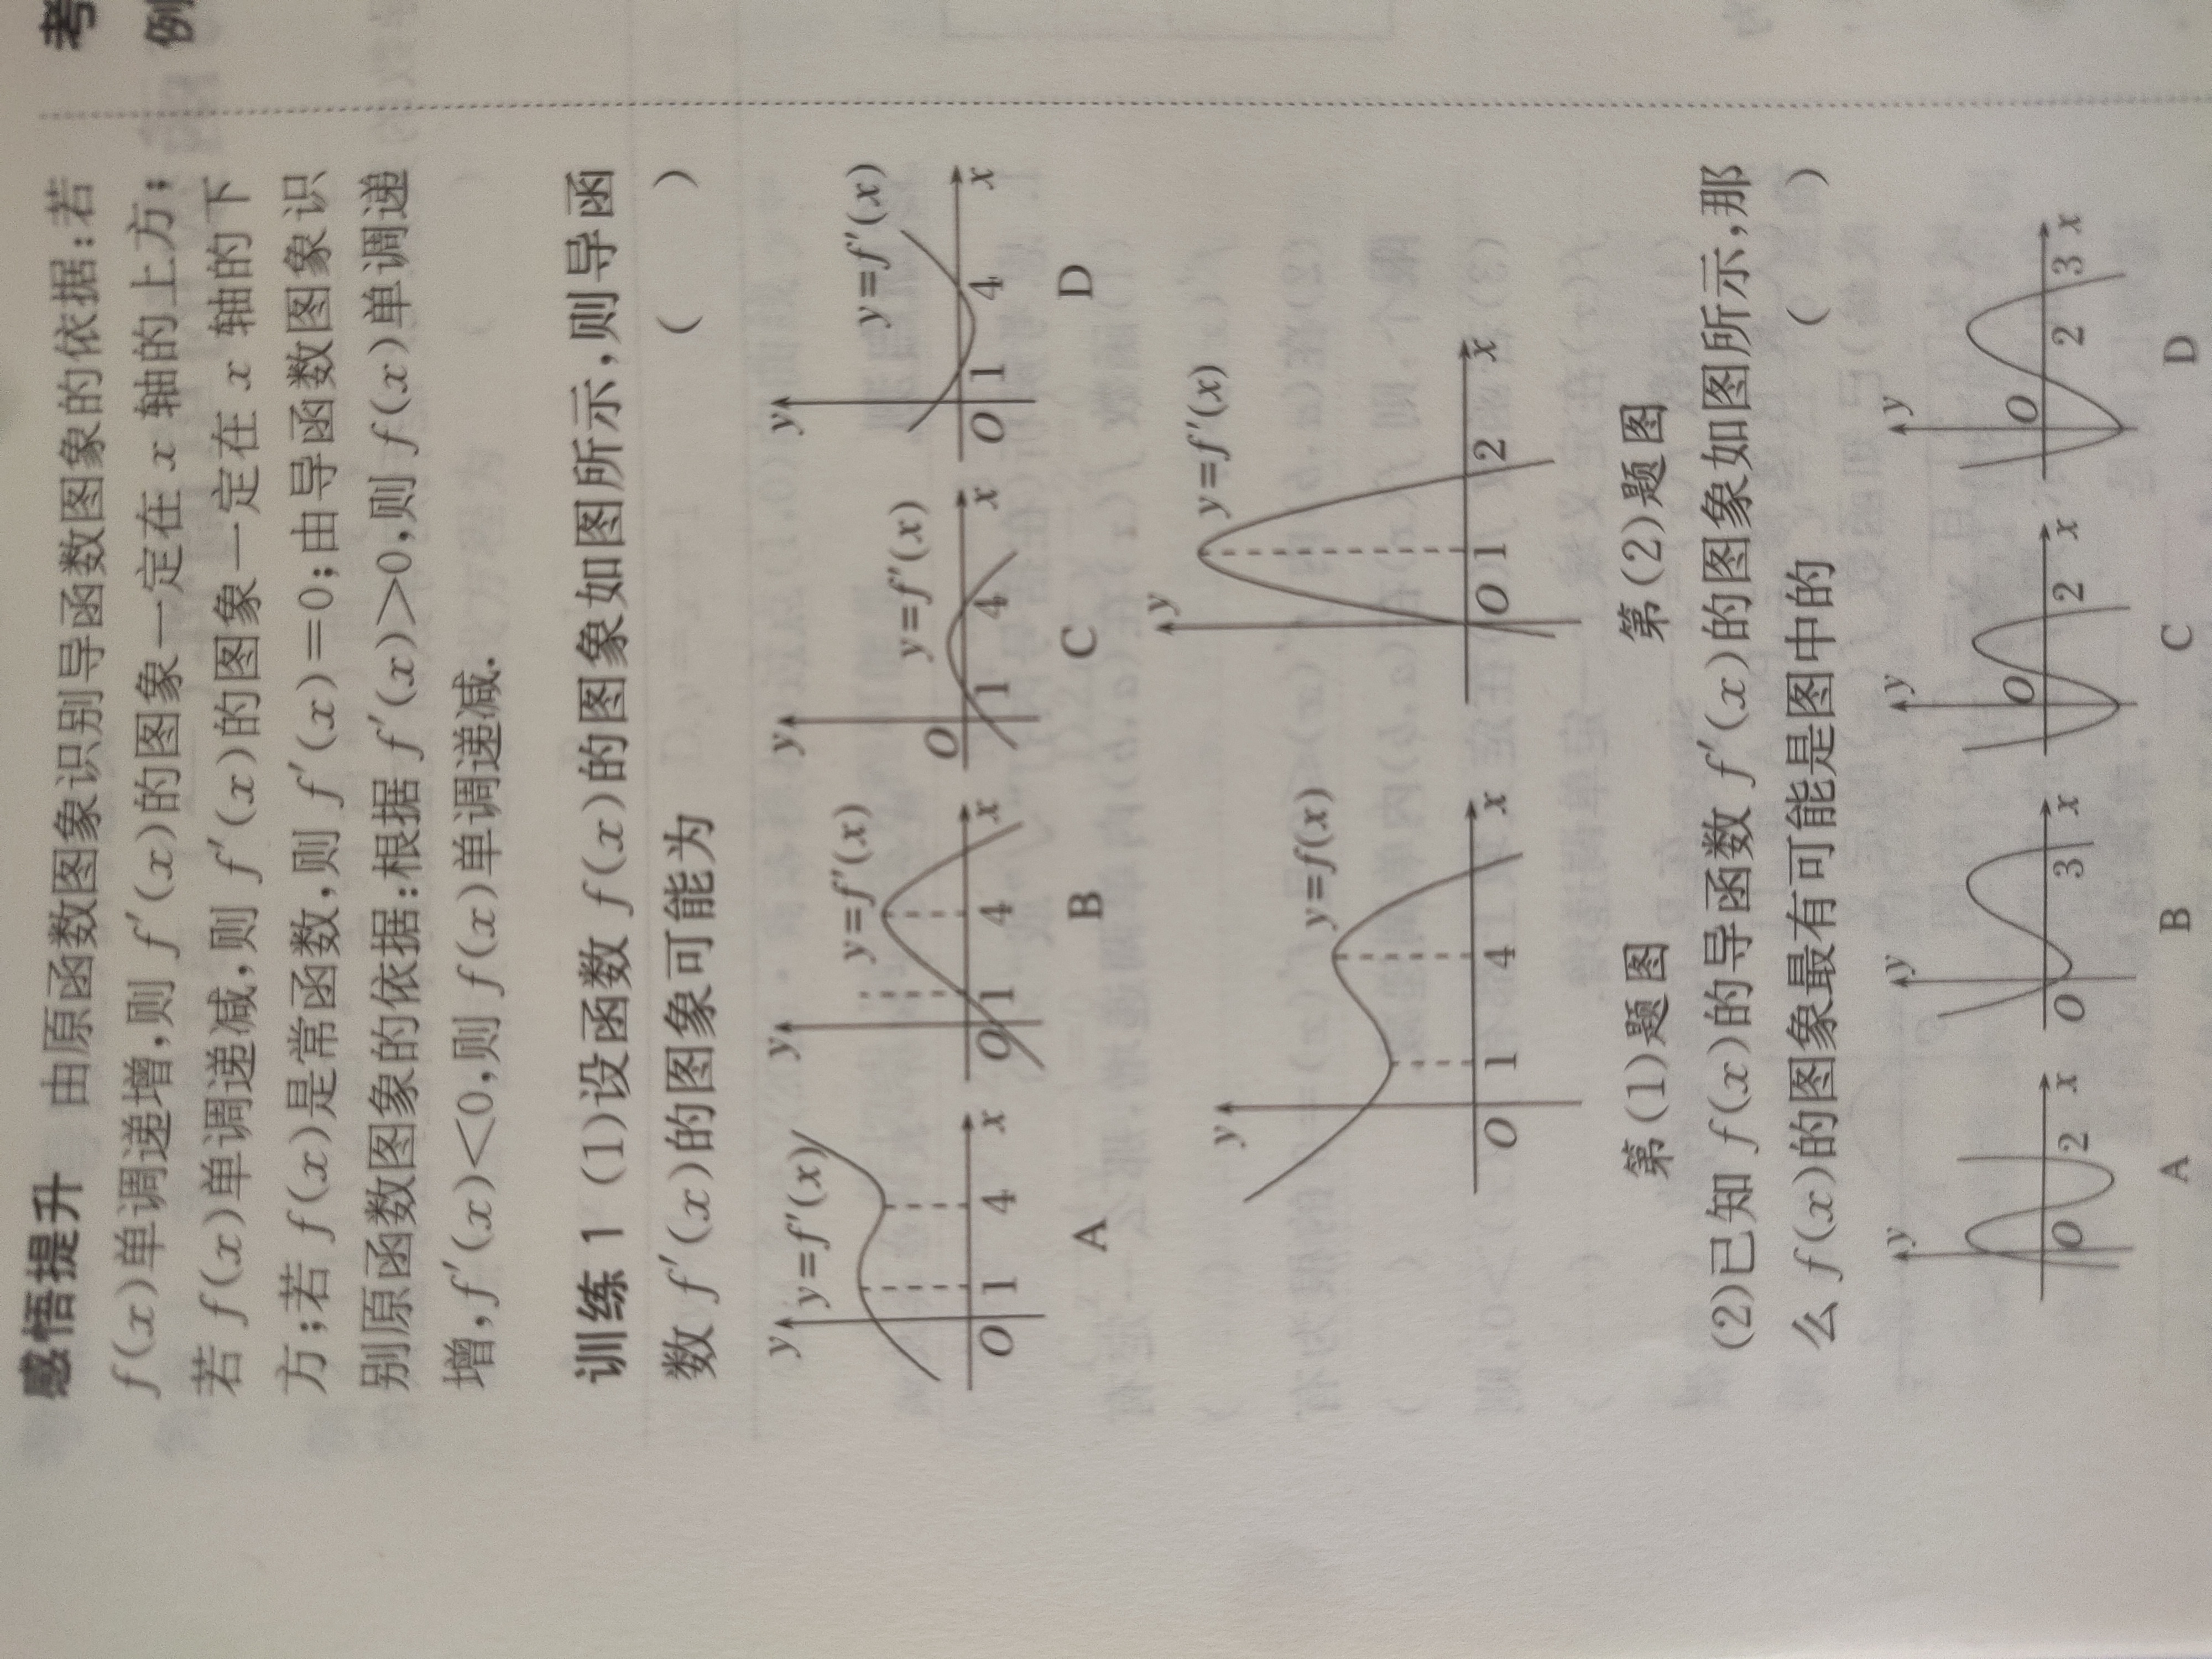 感悟提升 由原函数图象识别导函数图象的依据:若
f(x)单调递增,则 f′(x)的图象一定在 x 轴的上方;
若 f(x)单调递减,则 f′(x)的图象一定在 x 轴的下
方;若 f(x)是常函数,则 f′(x)=0;由导函数图象识
别原函数图象的依据:根据 f′(x)>0,则 f(x)单调递
增,f′(x)<0,则 f(x)单调递减.
考
例
训练 1 (1)设函数 f(x)的图象如图所示,则导函
数 f′(x)的图象可能为 ( )
y y=f′(x) O 1 4 x
y y=f′(x) O 1 4 x
y y=f′(x) O 1 4 x
y y=f′(x) O 1 4 x
A B C D
y y=f(x) O 1 4 x
y y=f′(x) O 1 2 x
第(1)题图 第(2)题图
(2)已知 f(x)的导函数 f′(x)的图象如图所示,那
么 f(x)的图象最有可能是图中的 ( )
y O 2 x
y O 3 x
y O 2 x
y O 2 3 x
A B C D